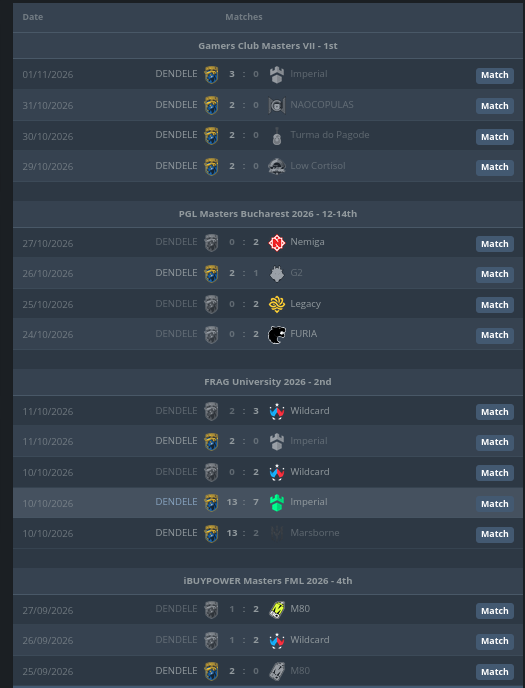 Date Matches
Gamers Club Masters VII - 1st
01/11/2026 DENDELE 3 : 0 Imperial Match
31/10/2026 DENDELE 2 : 0 NAOCOPULAS Match
30/10/2026 DENDELE 2 : 0 Turma do Pagode Match
29/10/2026 DENDELE 2 : 0 Low Cortisol Match
PGL Masters Bucharest 2026 - 12-14th
27/10/2026 DENDELE 0 : 2 Nemiga Match
26/10/2026 DENDELE 2 : 1 G2 Match
25/10/2026 DENDELE 0 : 2 Legacy Match
24/10/2026 DENDELE 0 : 2 FURIA Match
FRAG University 2026 - 2nd
11/10/2026 DENDELE 2 : 3 Wildcard Match
11/10/2026 DENDELE 2 : 0 Imperial Match
10/10/2026 DENDELE 0 : 2 Wildcard Match
10/10/2026 DENDELE 13 : 7 Imperial Match
10/10/2026 DENDELE 13 : 2 Marsborne Match
iBUYPOWER Masters FML 2026 - 4th
27/09/2026 DENDELE 1 : 2 M80 Match
26/09/2026 DENDELE 1 : 2 Wildcard Match
25/09/2026 DENDELE 2 : 0 M80 Match